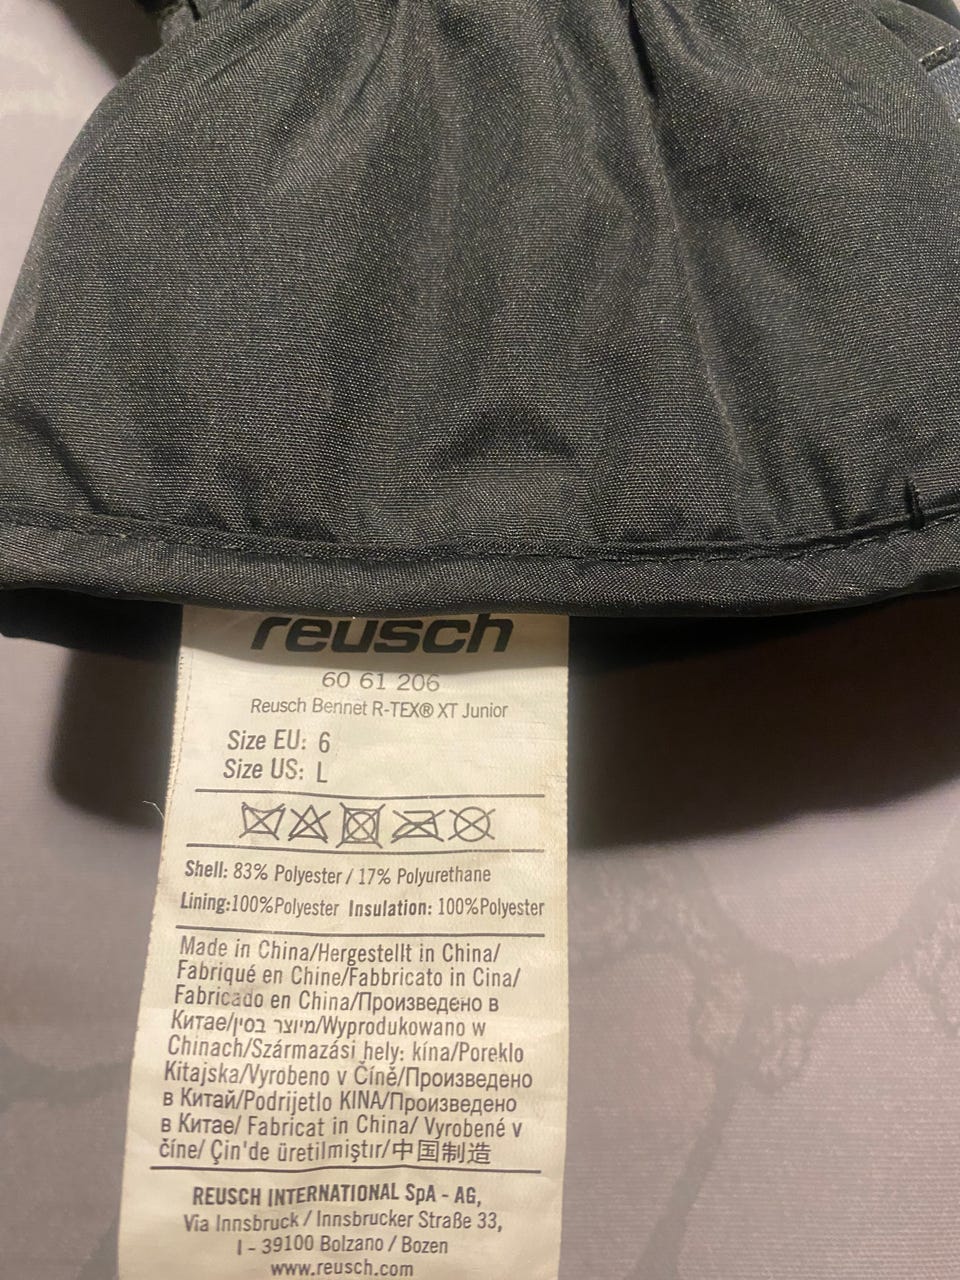 reusch
60 61 206
Reusch Bennet R-TEX® XT Junior
Size EU: 6
Size US: L
Shell: 83% Polyester / 17% Polyurethane
Lining:100%Polyester Insulation: 100%Polyester
Made in China/Hergestellt in China/
Fabriqué en Chine/Fabbricato in Cina/
Fabricado en China/Произведено в
Китае/מיוצר בסין/Wyprodukowano w
Chinach/Származási hely: kína/Poreklo
Kitajska/Vyrobeno v Číně/Произведено
в Китай/Podrijetlo KINA/Произведено
в Китае/ Fabricat in China/ Vyrobené v
číne/ Çin'de üretilmiştir/中国制造
REUSCH INTERNATIONAL SpA - AG,
Via Innsbruck / Innsbrucker Straße 33,
I - 39100 Bolzano / Bozen
www.reusch.com